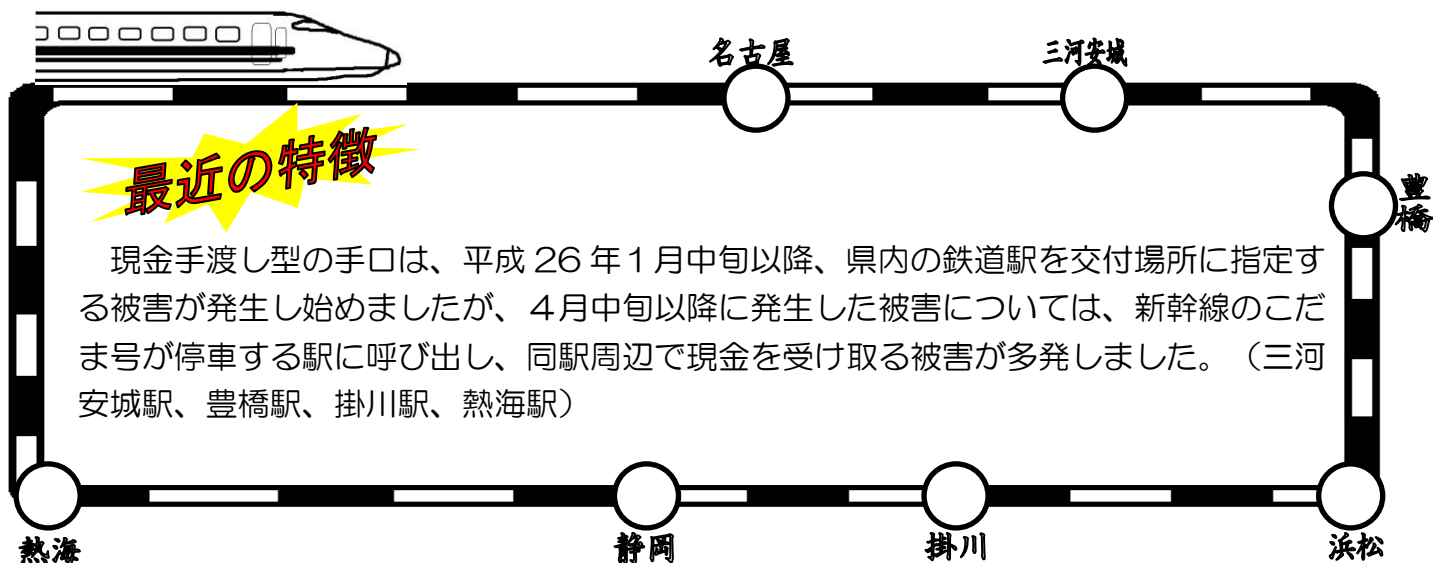 名古屋
三河安城
豊橋
最近の特徴
　現金手渡し型の手口は、平成 26 年１月中旬以降、県内の鉄道駅を交付場所に指定す
る被害が発生し始めましたが、４月中旬以降に発生した被害については、新幹線のこだ
ま号が停車する駅に呼び出し、同駅周辺で現金を受け取る被害が多発しました。（三河
安城駅、豊橋駅、掛川駅、熱海駅）
熱海
静岡
掛川
浜松